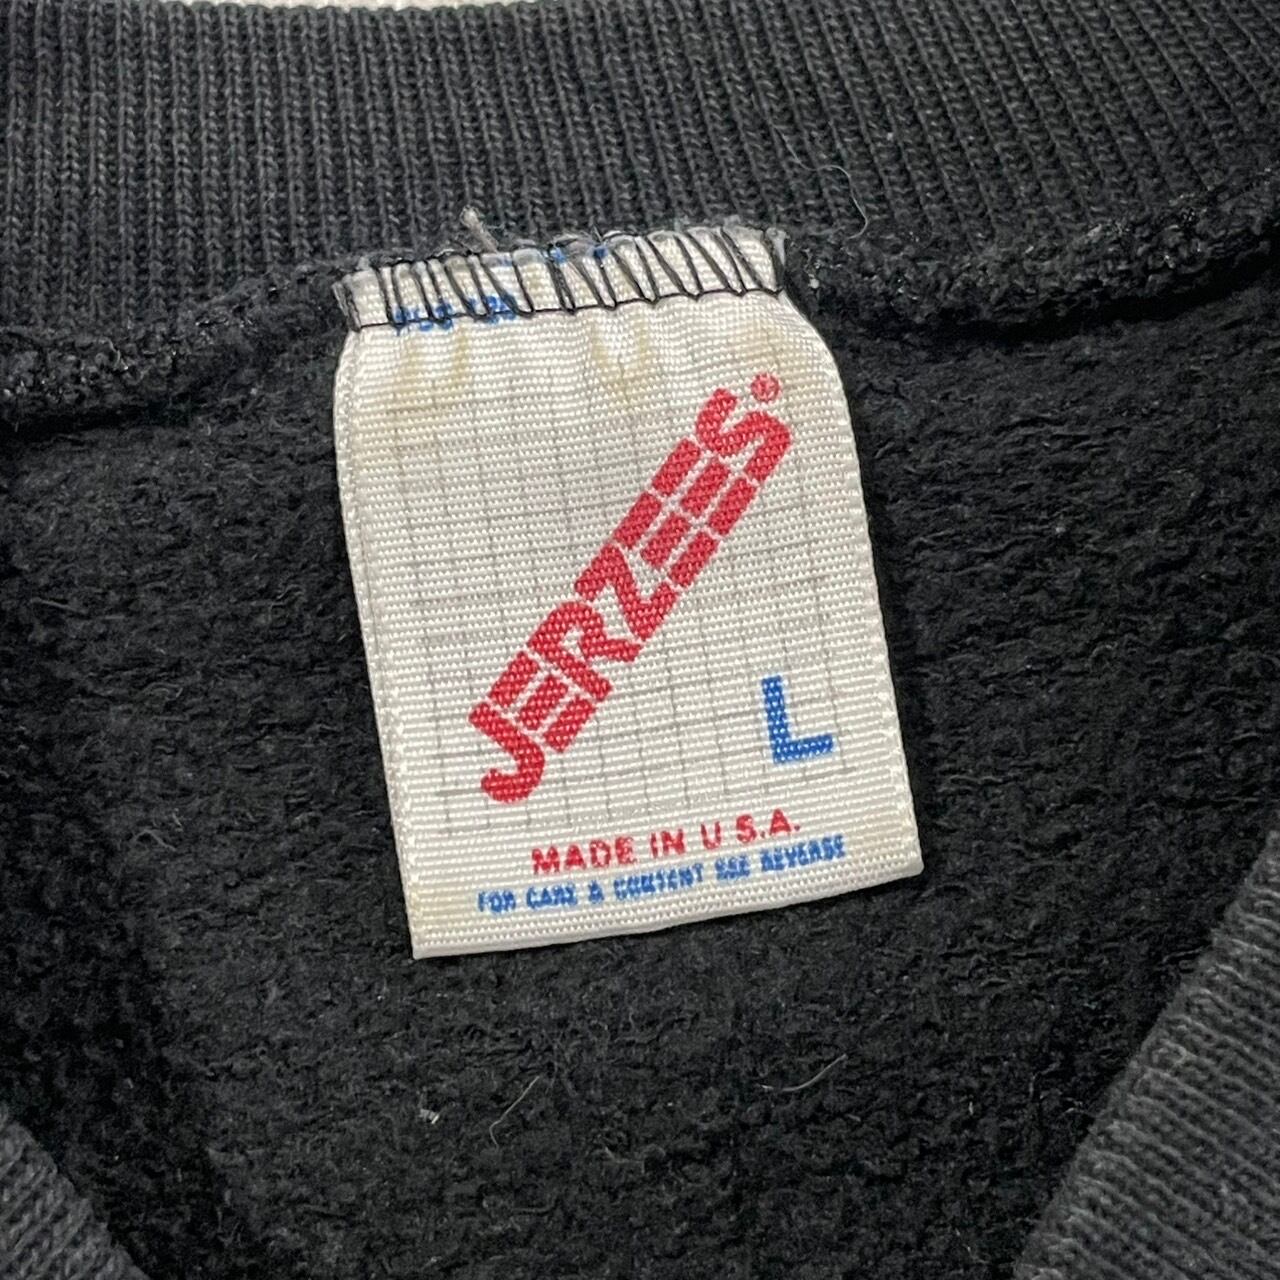 JERZEES®
L
MADE IN U.S.A.
FOR CARE & CONTENT SEE REVERSE